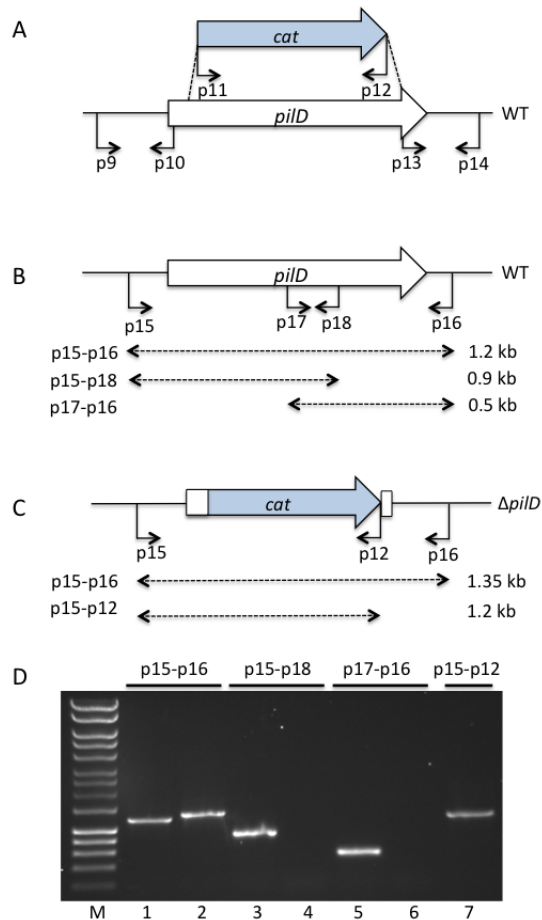 A
cat
p11 p12
pilD WT
p9 p10 p13 p14
B
pilD WT
p15 p17 p18 p16
p15-p16 1.2 kb
p15-p18 0.9 kb
p17-p16 0.5 kb
C
cat ΔpilD
p15 p12 p16
p15-p16 1.35 kb
p15-p12 1.2 kb
D
p15-p16 p15-p18 p17-p16 p15-p12
M 1 2 3 4 5 6 7